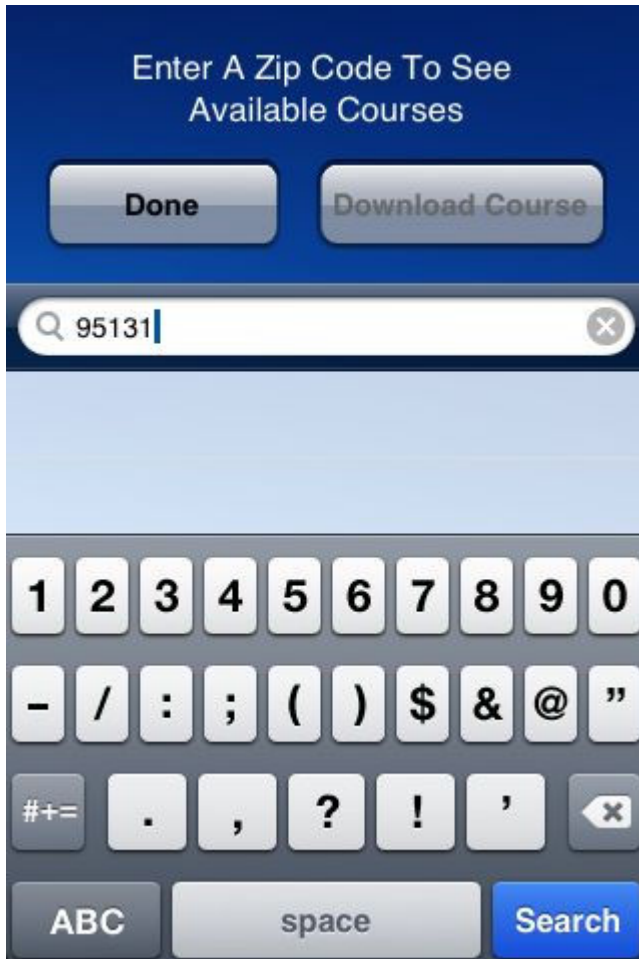 Enter A Zip Code To See
Available Courses
Done Download Course
95131
1 2 3 4 5 6 7 8 9 0
- / : ; ( ) $ & @ ”
#+= . , ? ! ’
ABC space Search